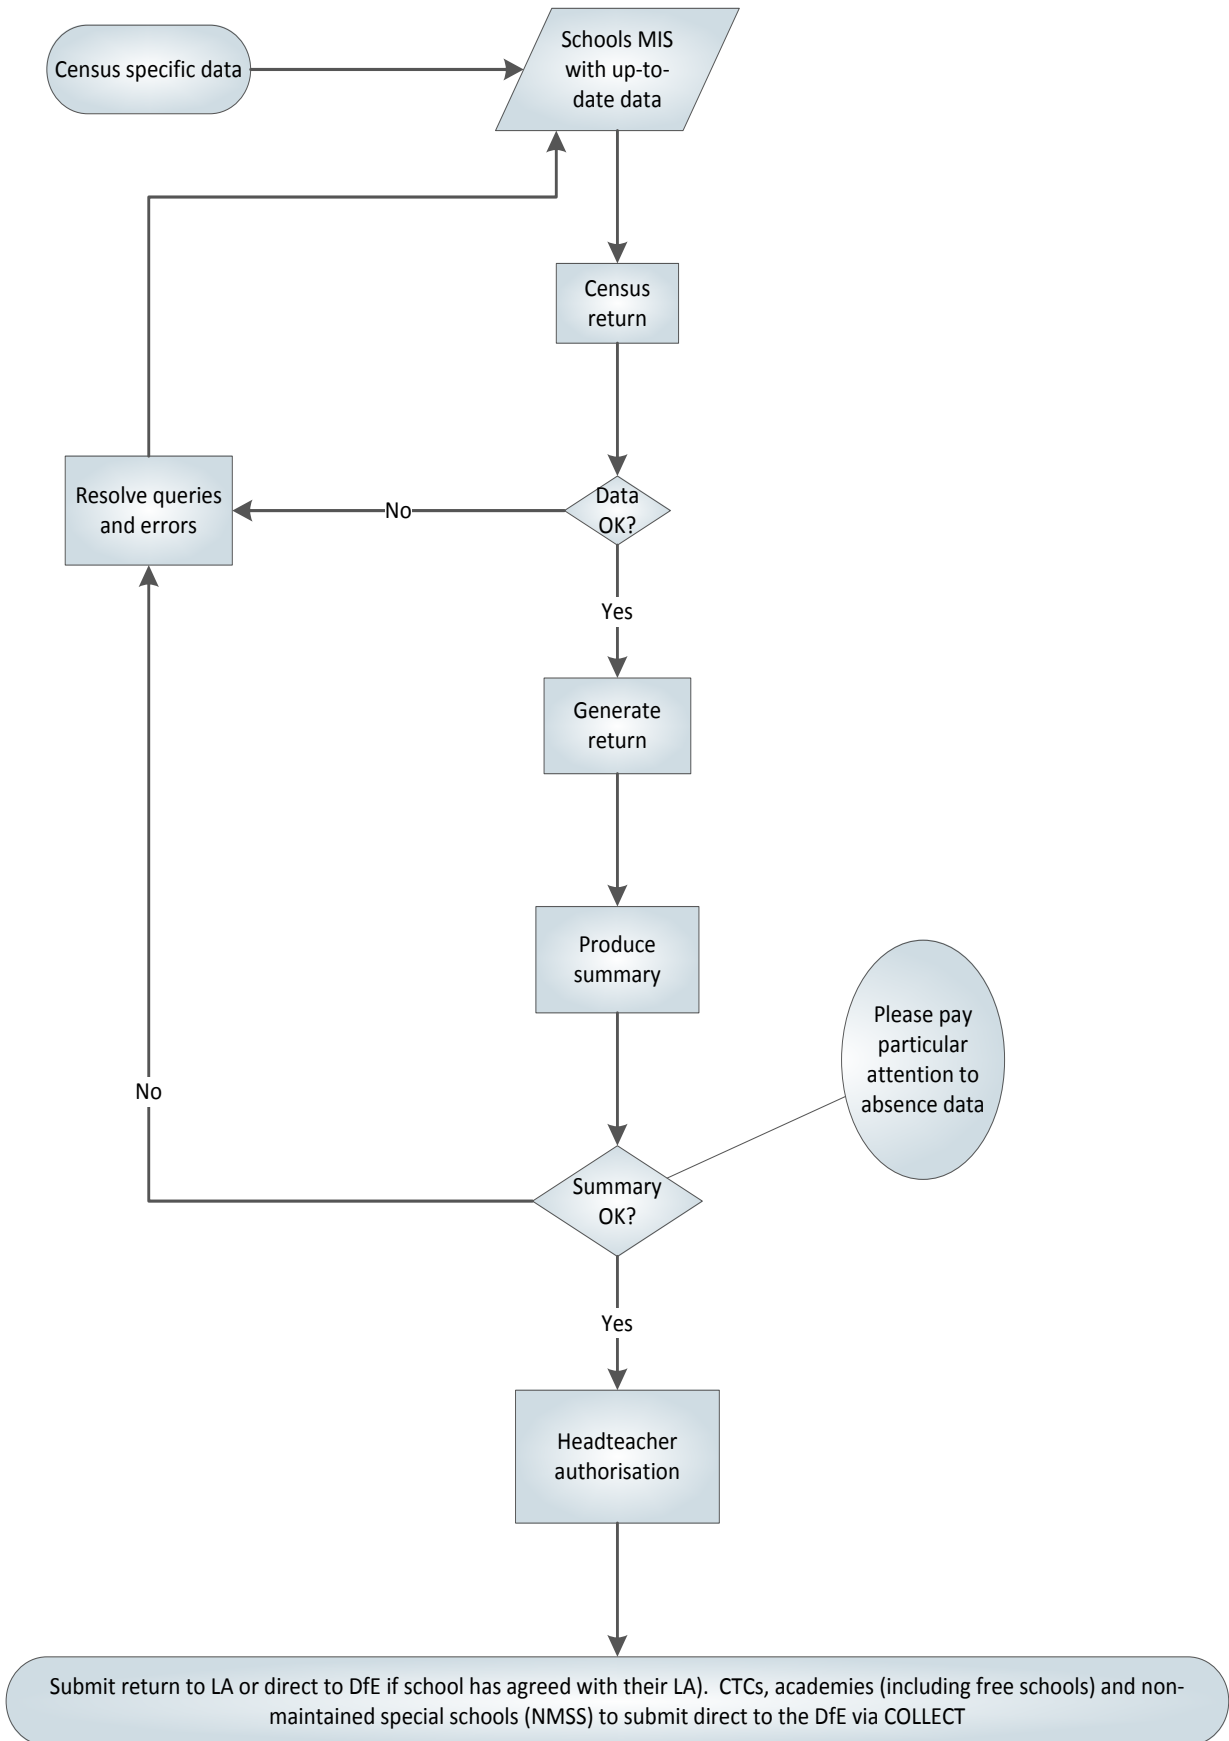 Census specific data
Schools MIS
with up-to-
date data
Census
return
Data
OK?
No
Resolve queries
and errors
Yes
Generate
return
Produce
summary
Please pay
particular
attention to
absence data
No
Summary
OK?
Yes
Headteacher
authorisation
Submit return to LA or direct to DfE if school has agreed with their LA).  CTCs, academies (including free schools) and non-
maintained special schools (NMSS) to submit direct to the DfE via COLLECT